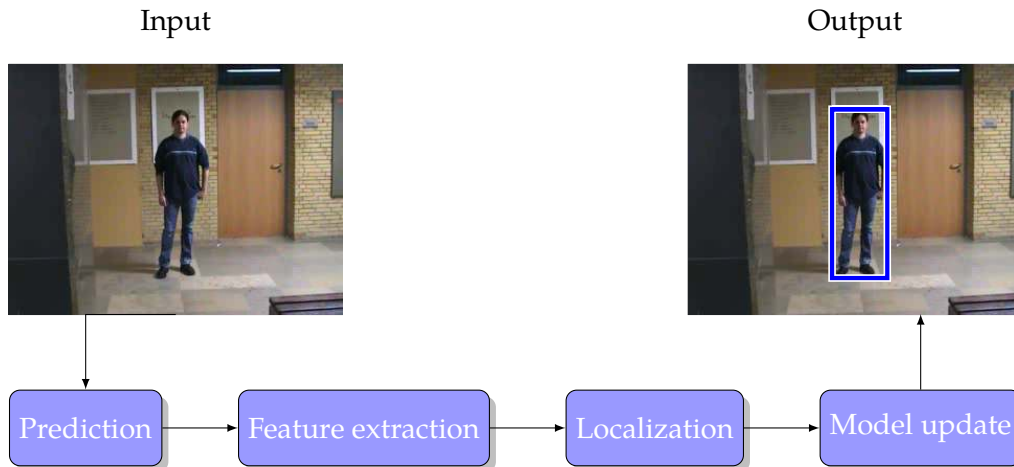 Input
Output
Prediction
Feature extraction
Localization
Model update